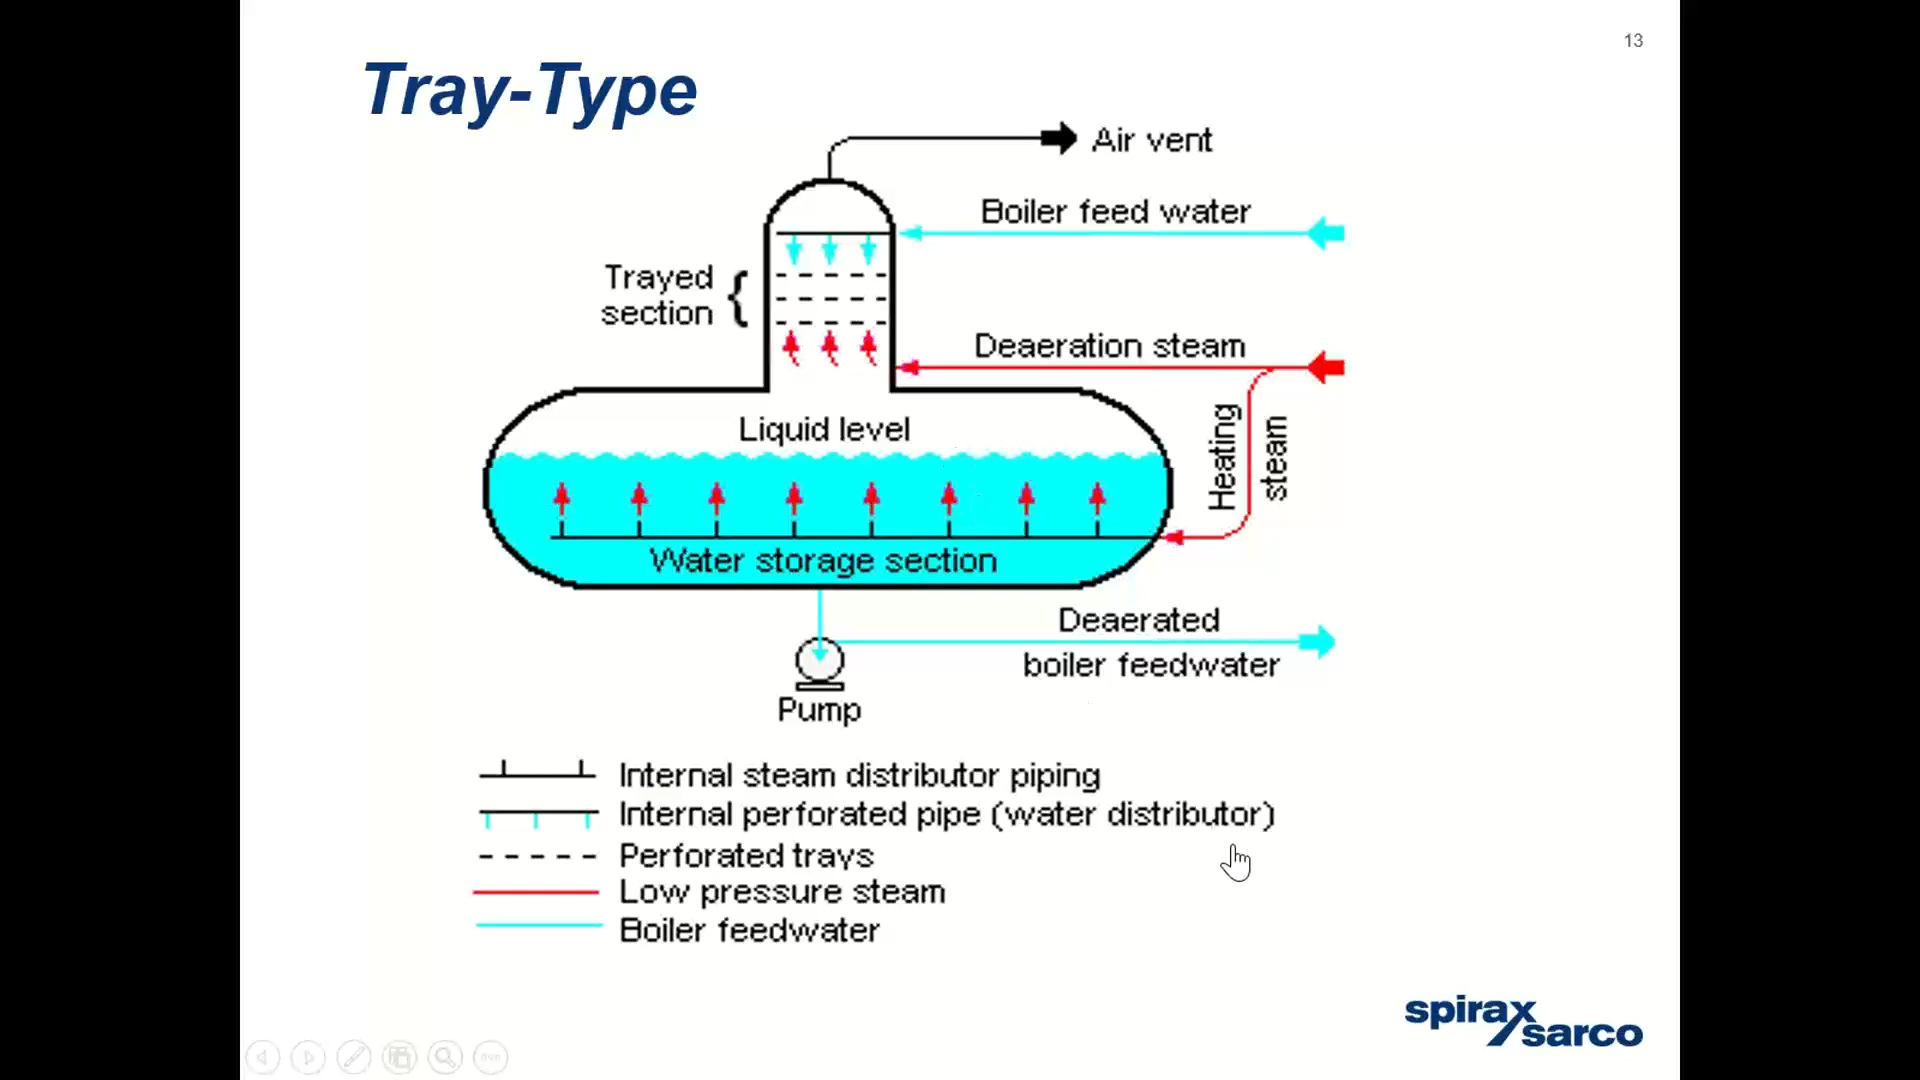 13
Tray-Type
Air vent
Boiler feed water
Trayed
section
Deaeration steam
Heating
steam
Liquid level
Water storage section
Deaerated
boiler feedwater
Pump
Internal steam distributor piping
Internal perforated pipe (water distributor)
Perforated trays
Low pressure steam
Boiler feedwater
spirax
sarco